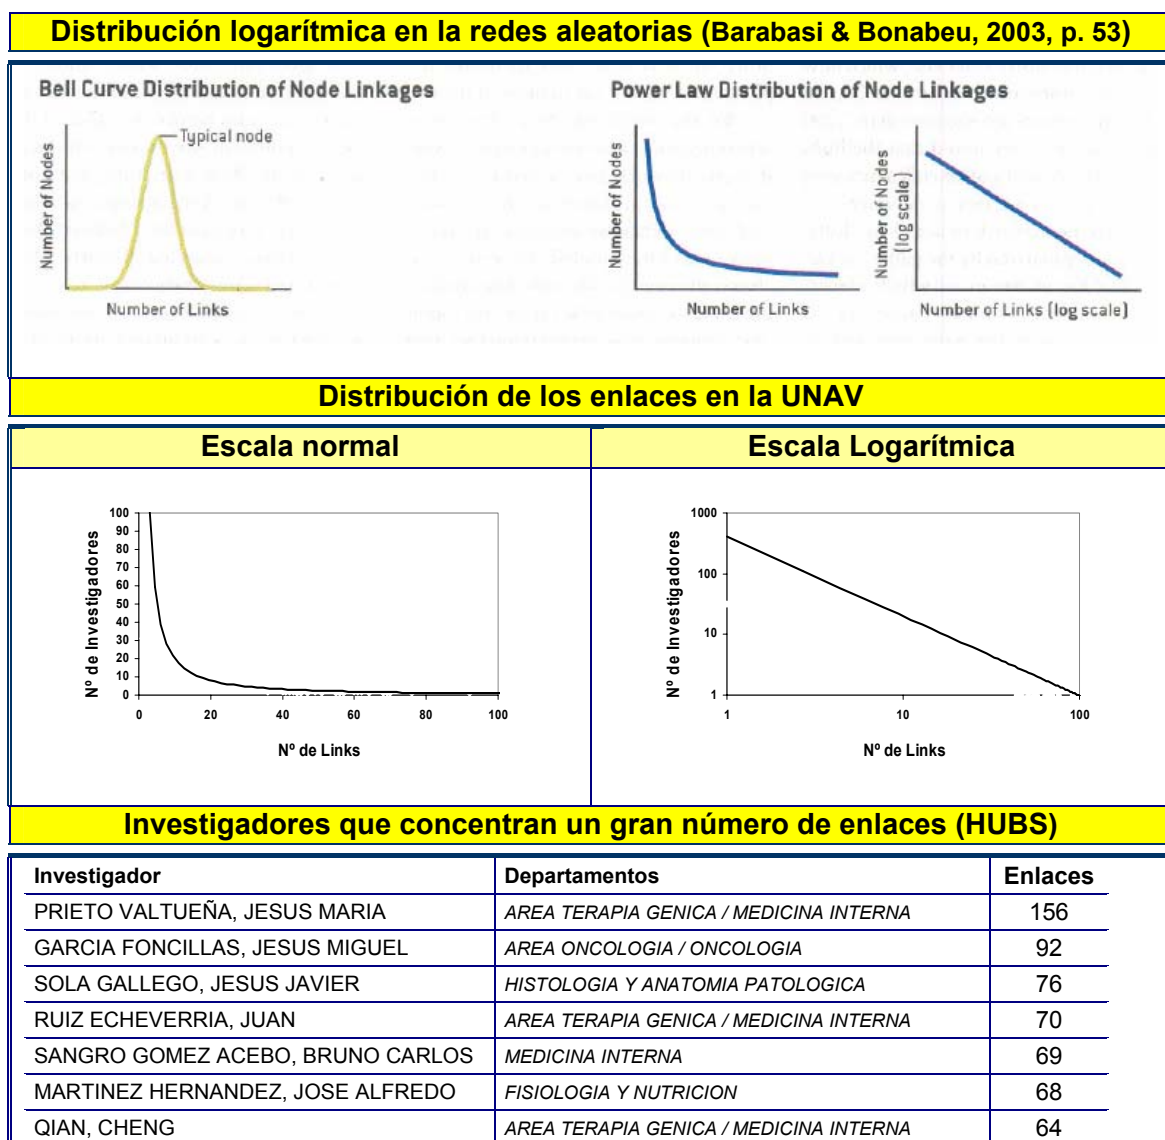 Distribución logarítmica en la redes aleatorias (Barabasi & Bonabeu, 2003, p. 53)
Bell Curve Distribution of Node Linkages
Power Law Distribution of Node Linkages
Typical node
Number of Nodes
Number of Links
Number of Nodes
Number of Links
Number of Nodes
(log scale)
Number of Links (log scale)
Distribución de los enlaces en la UNAV
Escala normal
Escala Logarítmica
100
90
80
70
60
50
40
30
20
10
0
Nº de Investigadores
0 20 40 60 80 100
Nº de Links
1000
100
10
1
Nº de Investigadores
1 10 100
Nº de Links
Investigadores que concentran un gran número de enlaces (HUBS)
Investigador Departamentos Enlaces
PRIETO VALTUEÑA, JESUS MARIA AREA TERAPIA GENICA / MEDICINA INTERNA 156
GARCIA FONCILLAS, JESUS MIGUEL AREA ONCOLOGIA / ONCOLOGIA 92
SOLA GALLEGO, JESUS JAVIER HISTOLOGIA Y ANATOMIA PATOLOGICA 76
RUIZ ECHEVERRIA, JUAN AREA TERAPIA GENICA / MEDICINA INTERNA 70
SANGRO GOMEZ ACEBO, BRUNO CARLOS MEDICINA INTERNA 69
MARTINEZ HERNANDEZ, JOSE ALFREDO FISIOLOGIA Y NUTRICION 68
QIAN, CHENG AREA TERAPIA GENICA / MEDICINA INTERNA 64